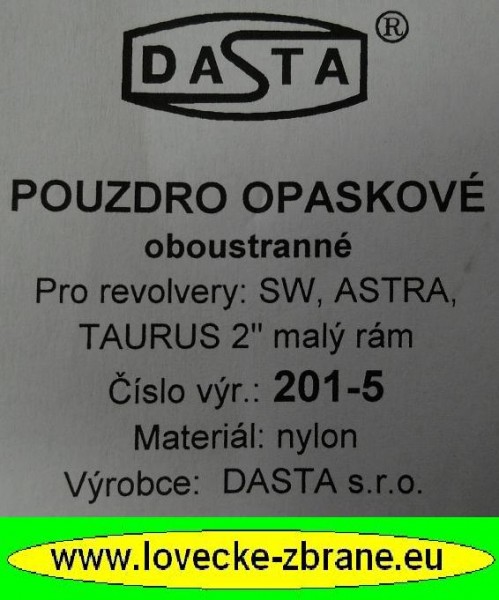 DASTA ®
POUZDRO OPASKOVÉ
oboustranné
Pro revolvery: SW, ASTRA,
TAURUS 2" malý rám
Číslo výr.: 201-5
Materiál: nylon
Výrobce: DASTA s.r.o.
www.lovecke-zbrane.eu